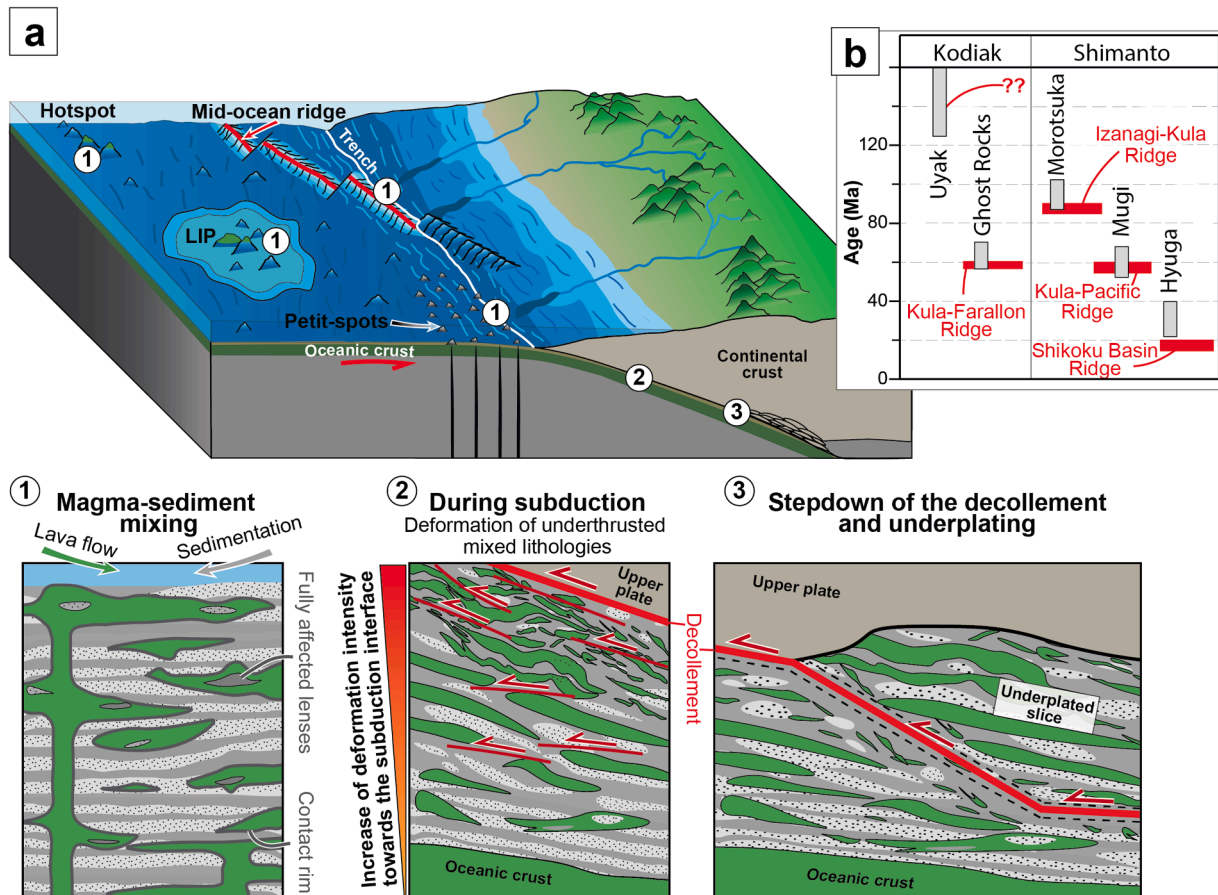 a
Hotspot
Mid-ocean ridge
Trench
1
1
LIP
1
Petit-spots
1
Oceanic crust
Continental
crust
2
3
b
Kodiak
Shimanto
Age (Ma)
120
80
40
0
??
Uyak
Ghost Rocks
Kula-Farallon
Ridge
Morotsuka
Izanagi-Kula
Ridge
Mugi
Kula-Pacific
Ridge
Hyuga
Shikoku Basin
Ridge
1
Magma-sediment
mixing
Lava flow
Sedimentation
Fully affected lenses
Contact rim
2
During subduction
Deformation of underthrusted
mixed lithologies
Increase of deformation intensity
towards the subduction interface
Upper
plate
Decollement
Oceanic crust
3
Stepdown of the decollement
and underplating
Upper plate
Underplated
slice
Oceanic crust